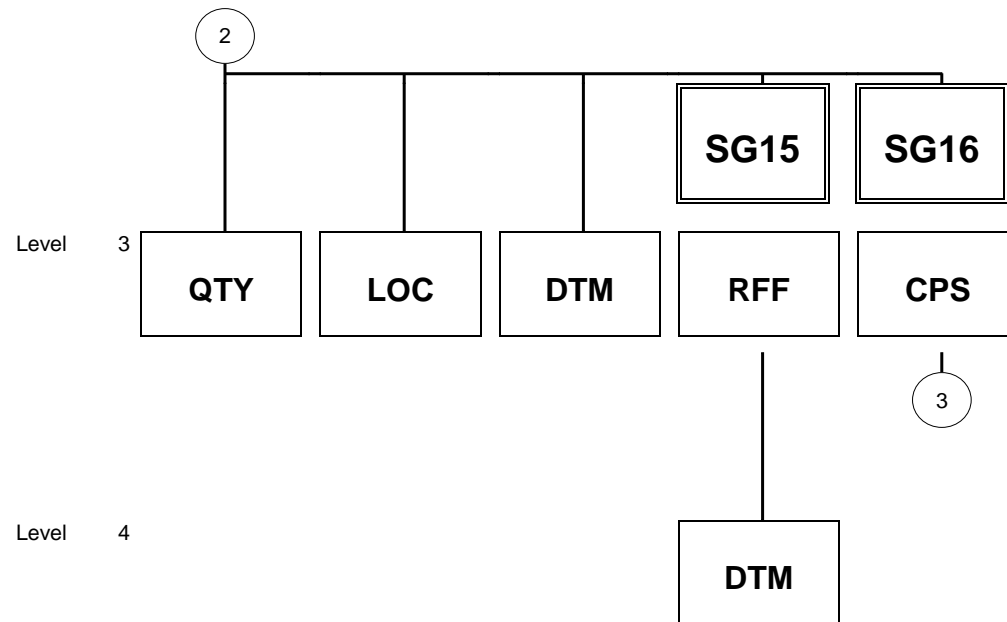 2
SG15 SG16
Level 3 QTY LOC DTM RFF CPS
3
Level 4
DTM